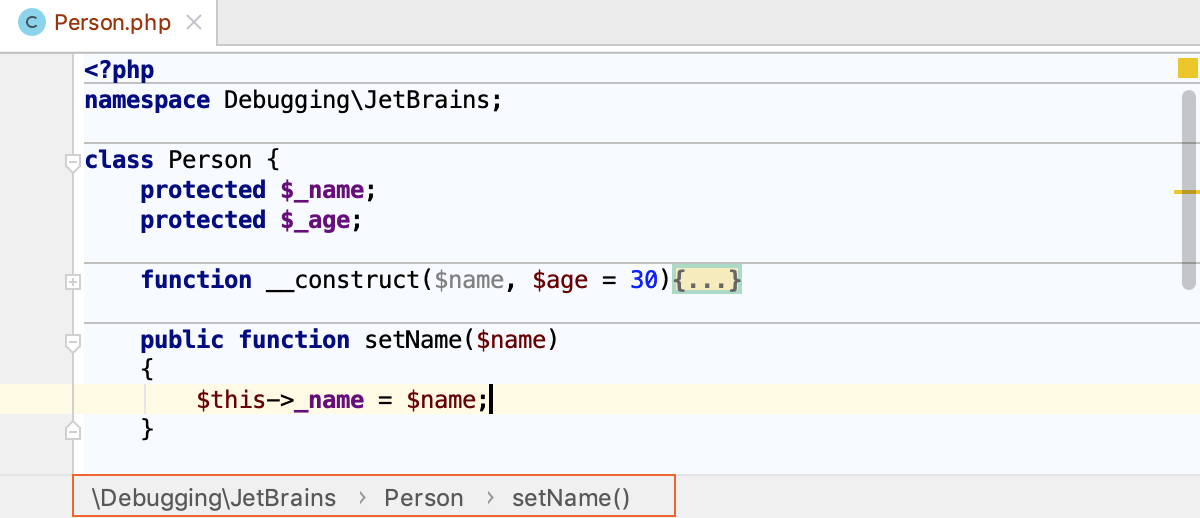 C Person.php
<?php
namespace Debugging\JetBrains;
class Person {
    protected $_name;
    protected $_age;
    function __construct($name, $age = 30){...}
    public function setName($name)
    {
        $this->_name = $name;
    }
\Debugging\JetBrains › Person › setName()